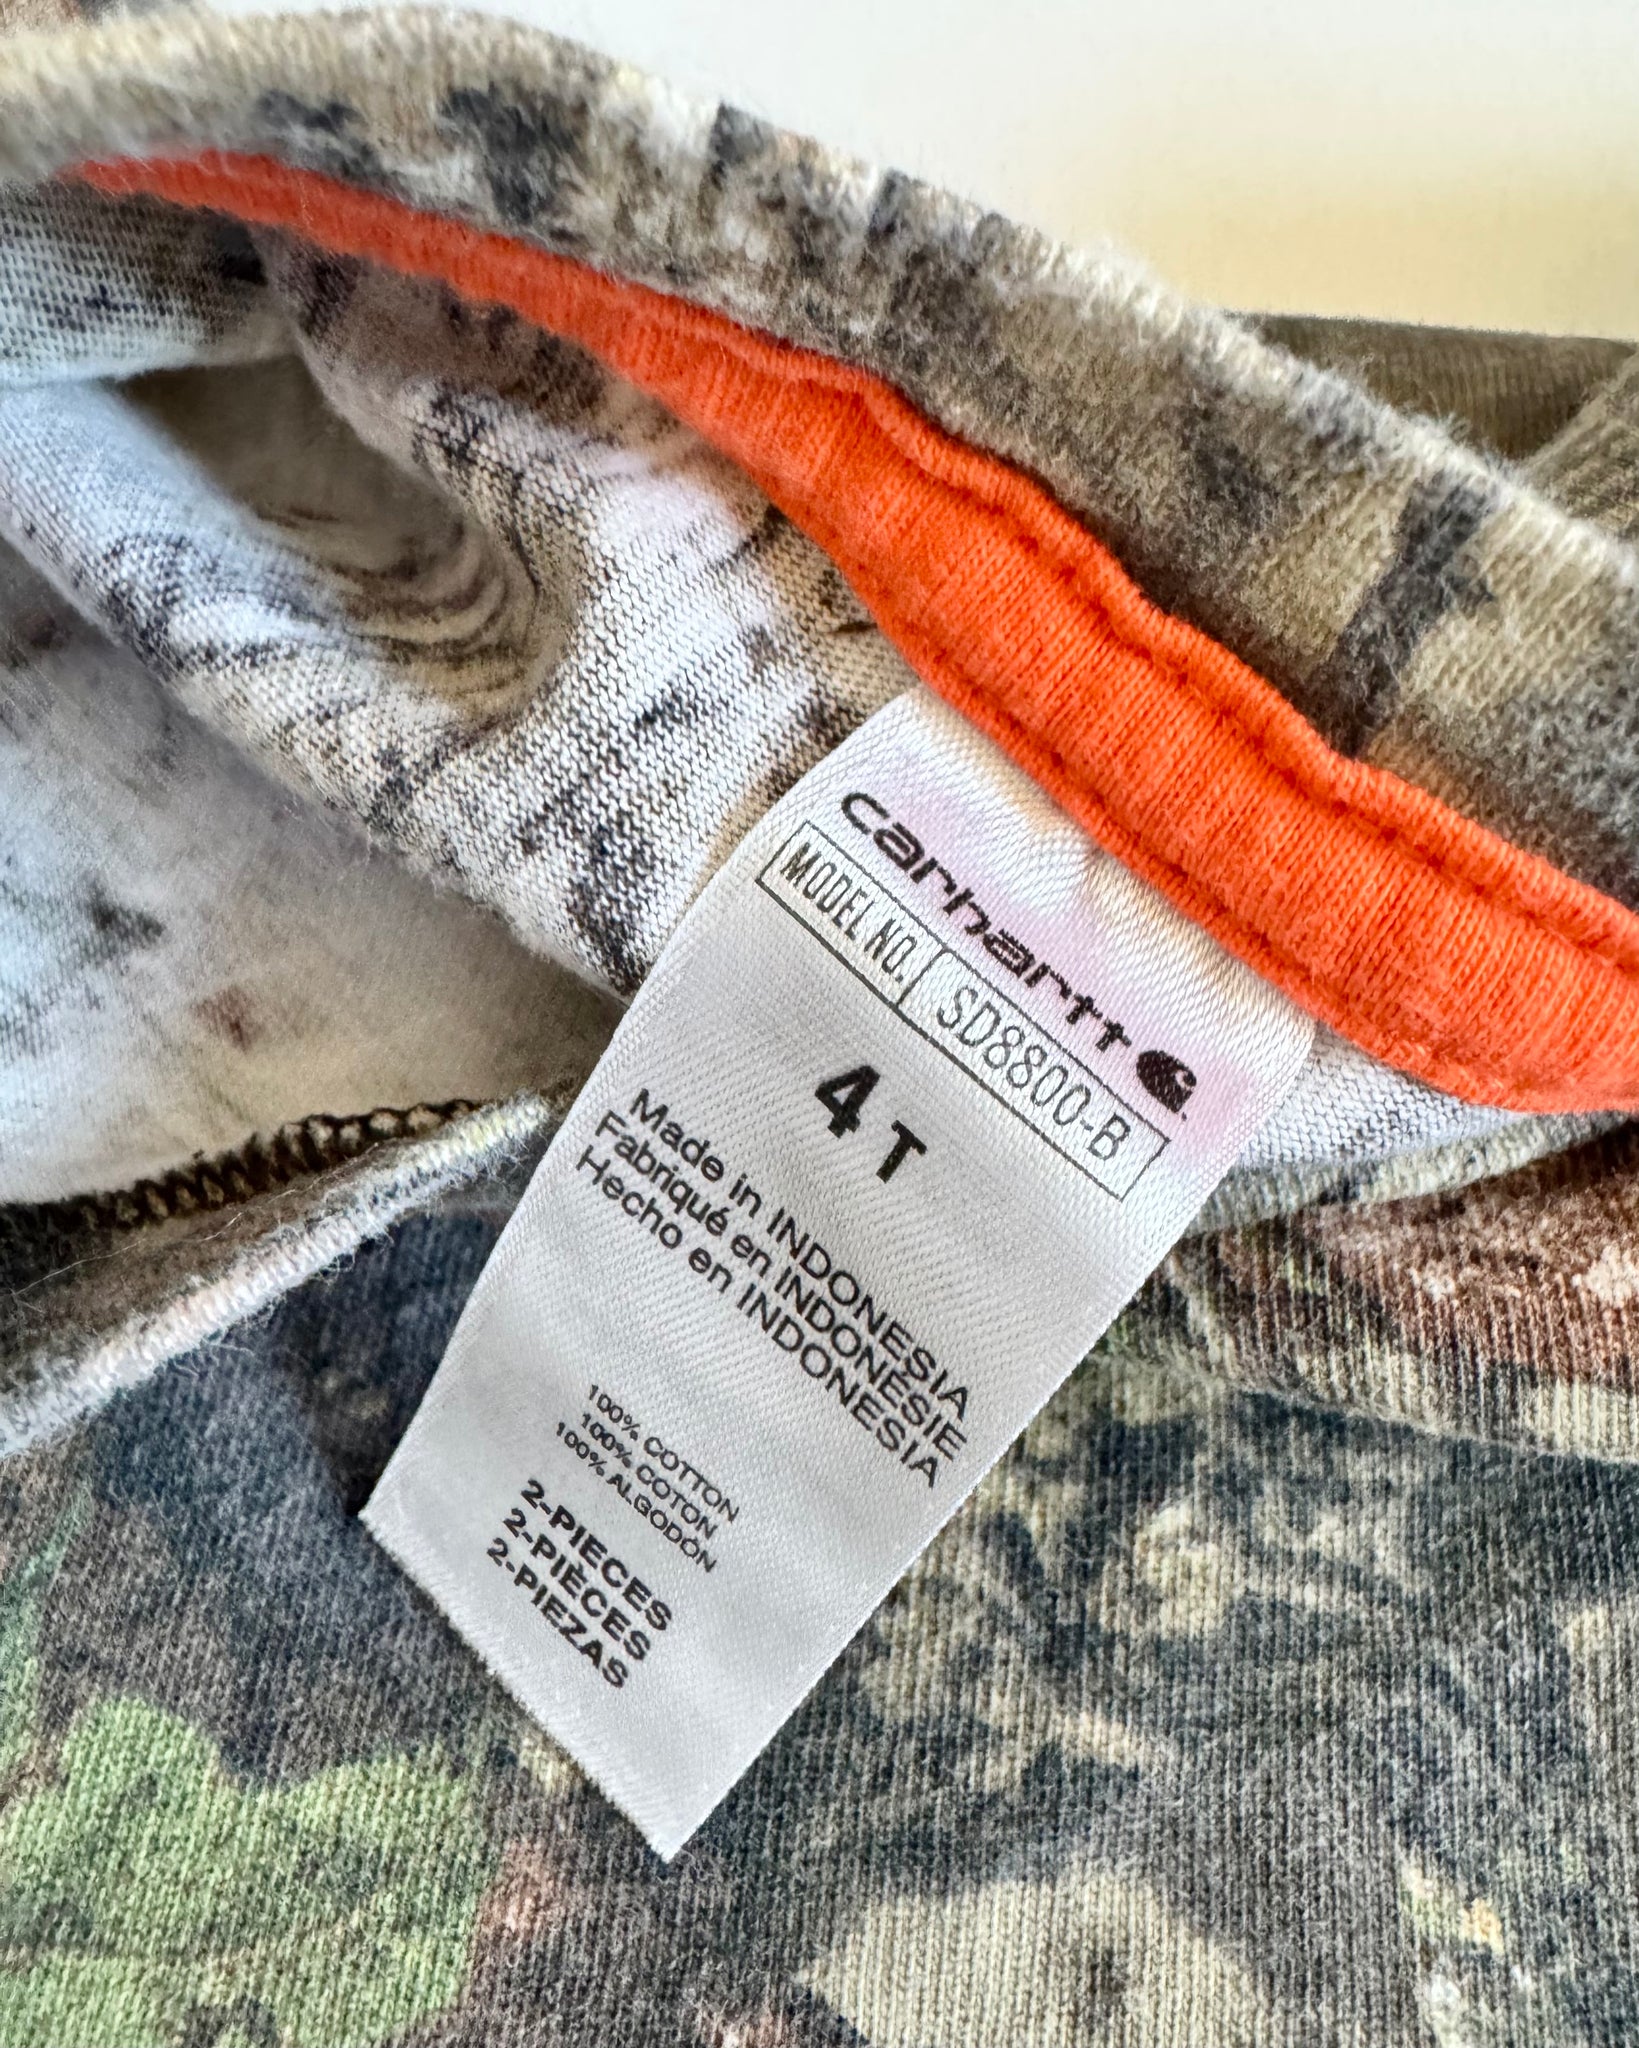 carhartt
MODEL NO. SD8800-B
4T
Made in INDONESIA
Fabriqué en INDONÉSIE
Hecho en INDONESIA
100% COTTON
100% COTON
100% ALGODÓN
2-PIECES
2-PIÈCES
2-PIEZAS